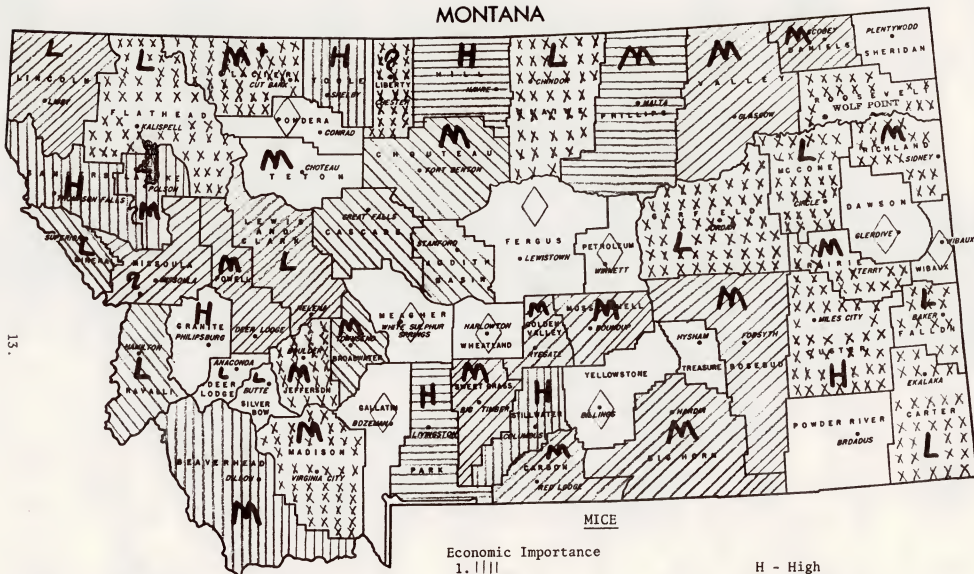 MONTANA
L L M + H ? H L M M M
LINCOLN
LIBBY
FLATHEAD
KALISPELL
GLACIER
CUT BANK
TOOLE
SHELBY
LIBERTY
CHESTER
HILL
HAVRE
CHINOOK
BLAINE
MALTA
PHILLIPS
VALLEY
GLASGOW
SCOBEY
DANIELS
PLENTYWOOD
SHERIDAN
ROOSEVELT
WOLF POINT
PONDERA
CONRAD
M
CHOTEAU
TETON
M
CHOUTEAU
FORT BENTON
L
MC CONE
CIRCLE
M
RICHLAND
SIDNEY
H
SANDERS
THOMPSON FALLS
LAKE
POLSON
M
LEWIS
AND
CLARK
L
GREAT FALLS
CASCADE
STANFORD
JUDITH
BASIN
FERGUS
LEWISTOWN
PETROLEUM
WINNETT
GARFIELD
JORDAN
L
DAWSON
GLENDIVE
WIBAUX
WIBAUX
SUPERIOR
L
MINERAL
MISSOULA
?
MISSOULA
M
POWELL
HELENA
M
PRAIRIE
TERRY
H
GRANITE
PHILIPSBURG
DEER LODGE
MEAGHER
WHITE SULPHUR
SPRINGS
HARLOWTON
WHEATLAND
M
GOLDEN
VALLEY
RYEGATE
MUSSELSHELL
M
ROUNDUP
M
FORSYTH
ROSEBUD
HYSHAM
TREASURE
MILES CITY
CUSTER
H
L
BAKER
FALLON
M
TOWNSEND
BROADWATER
HAMILTON
L
RAVALLI
ANACONDA
L
DEER
LODGE
L
BUTTE
SILVER
BOW
BOULDER
M
JEFFERSON
GALLATIN
BOZEMAN
H
LIVINGSTON
PARK
M
SWEET GRASS
BIG TIMBER
H
STILLWATER
COLUMBUS
YELLOWSTONE
BILLINGS
M
CARBON
RED LODGE
HARDIN
M
BIG HORN
POWDER RIVER
BROADUS
EKALAKA
CARTER
L
BEAVERHEAD
DILLON
M
M
MADISON
VIRGINIA CITY
13.
MICE
Economic Importance
1. ||||
H - High